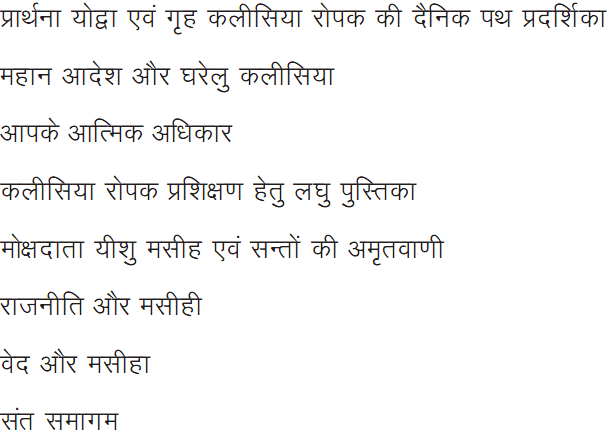 प्रार्थना योद्वा एवं गृह कलीसिया रोपक की दैनिक पथ प्रदर्शिका
महान आदेश और घरेलु कलीसिया
आपके आत्मिक अधिकार
कलीसिया रोपक प्रशिक्षण हेतु लघु पुस्तिका
मोक्षदाता यीशु मसीह एवं सन्तों की अमृतवाणी
राजनीति और मसीही
वेद और मसीहा
संत समागम